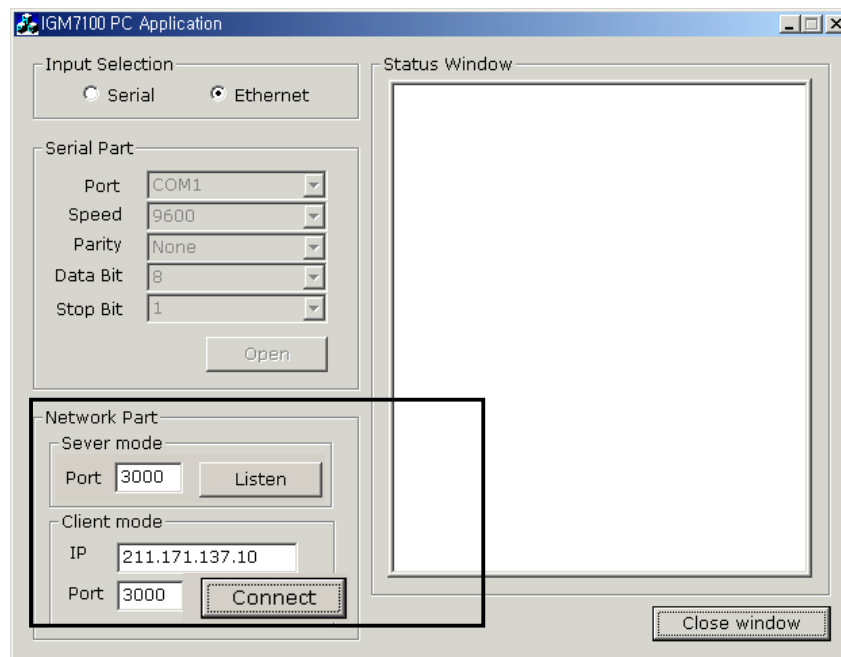 IGM7100 PC Application
Input Selection
Serial
Ethernet
Status Window
Serial Part
Port COM1
Speed 9600
Parity None
Data Bit 8
Stop Bit 1
Open
Network Part
Sever mode
Port 3000 Listen
Client mode
IP 211.171.137.10
Port 3000 Connect
Close window